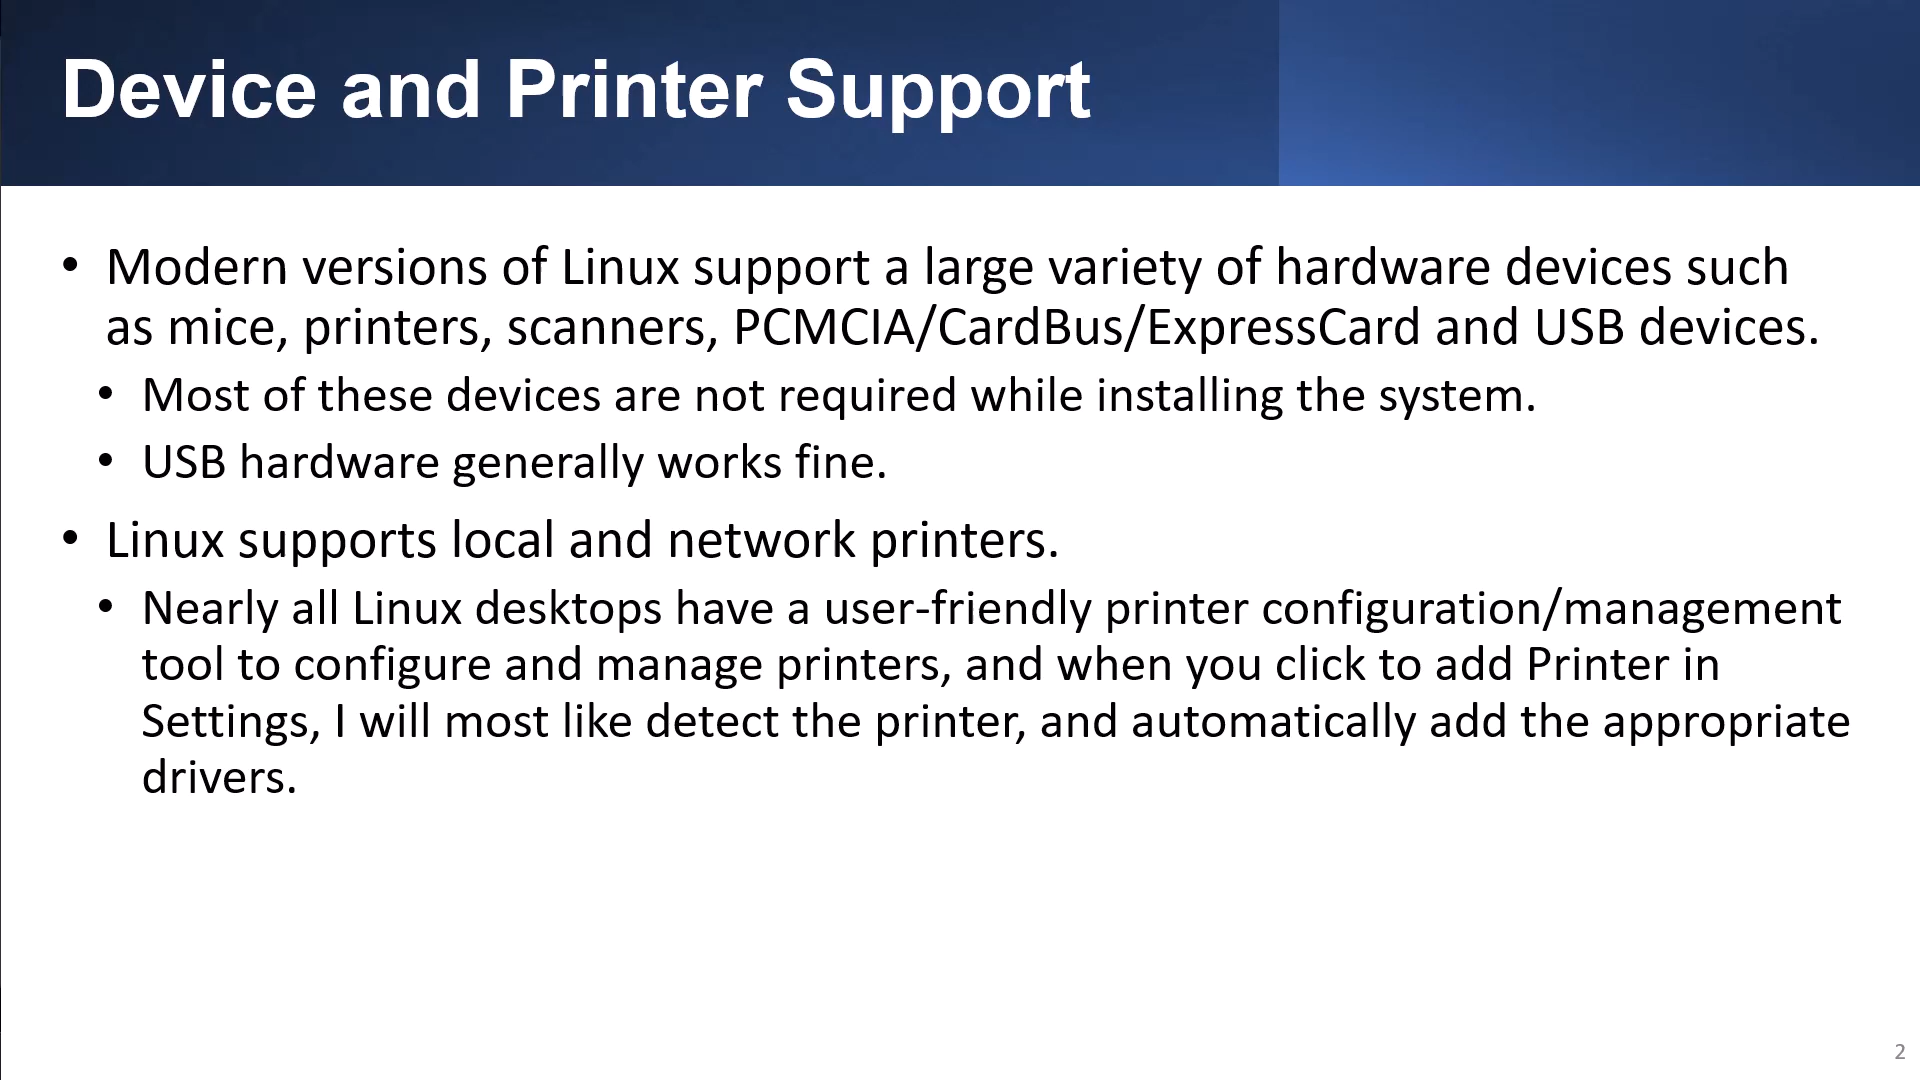 Device and Printer Support
• Modern versions of Linux support a large variety of hardware devices such
as mice, printers, scanners, PCMCIA/CardBus/ExpressCard and USB devices.
• Most of these devices are not required while installing the system.
• USB hardware generally works fine.
• Linux supports local and network printers.
• Nearly all Linux desktops have a user-friendly printer configuration/management
tool to configure and manage printers, and when you click to add Printer in
Settings, I will most like detect the printer, and automatically add the appropriate
drivers.
2